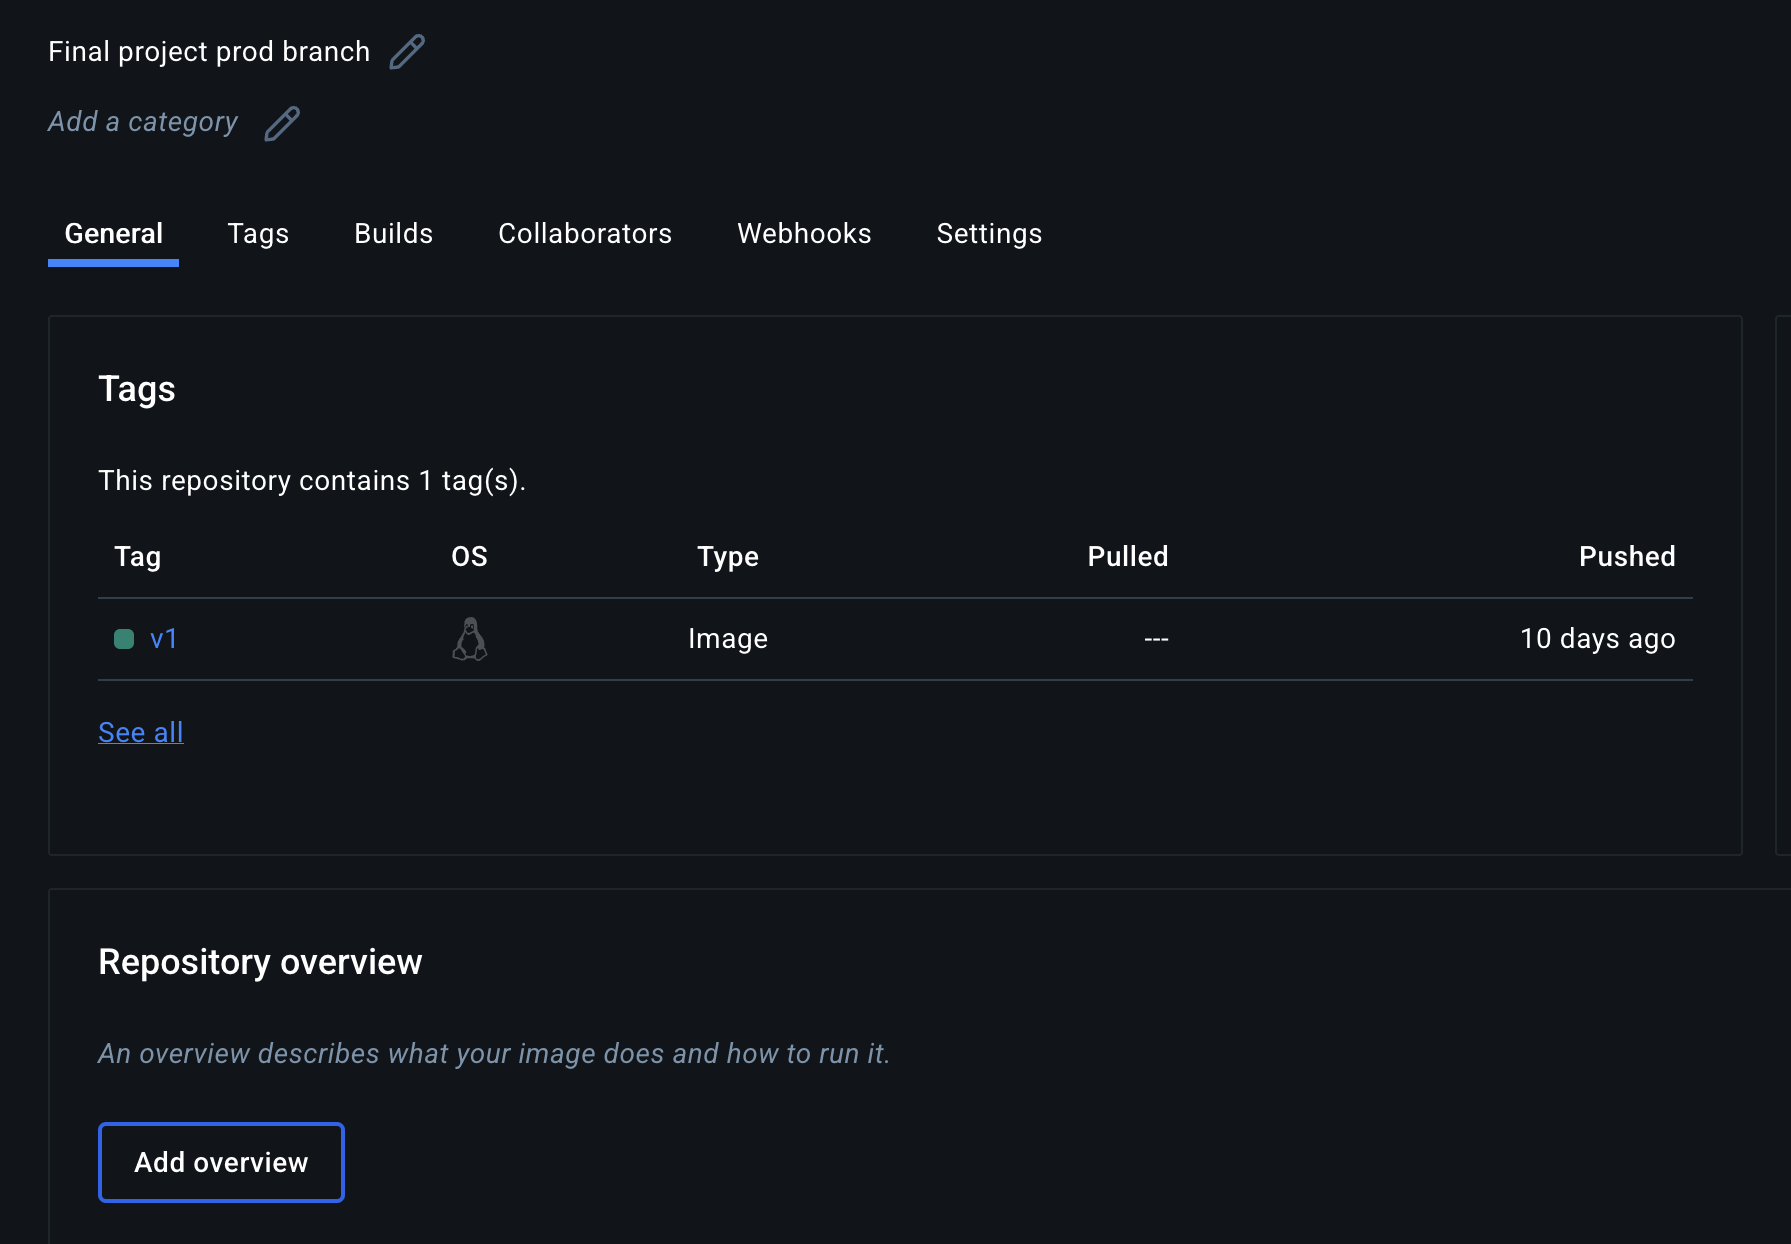 Final project prod branch
Add a category
General Tags Builds Collaborators Webhooks Settings
Tags
This repository contains 1 tag(s).
Tag OS Type Pulled Pushed
v1 Image --- 10 days ago
See all
Repository overview
An overview describes what your image does and how to run it.
Add overview